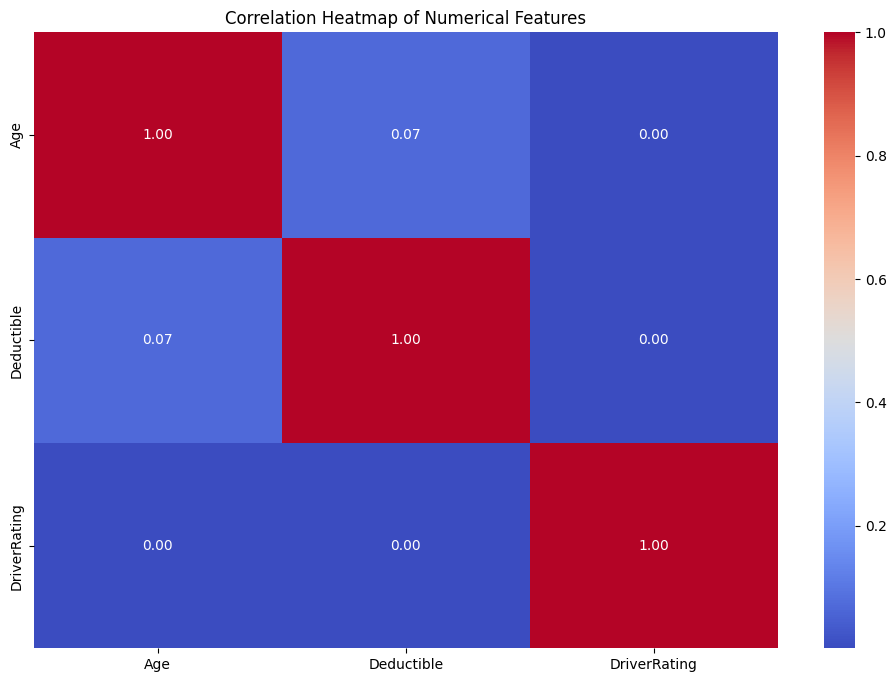 Correlation Heatmap of Numerical Features
Age
1.00
0.07
0.00
Deductible
0.07
1.00
0.00
DriverRating
0.00
0.00
1.00
Age
Deductible
DriverRating
1.0
0.8
0.6
0.4
0.2